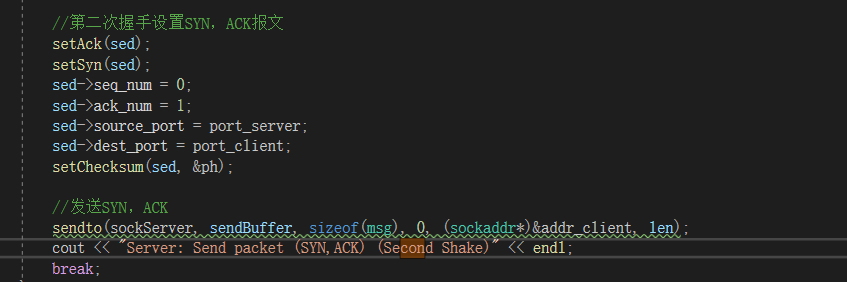 //第二次握手设置SYN，ACK报文
setAck(sed);
setSyn(sed);
sed->seq_num = 0;
sed->ack_num = 1;
sed->source_port = port_server;
sed->dest_port = port_client;
setChecksum(sed, &ph);
//发送SYN，ACK
sendto(sockServer, sendBuffer, sizeof(msg), 0, (sockaddr*)&addr_client, len);
cout << "Server: Send packet (SYN,ACK) (Second Shake)" << endl;
break;